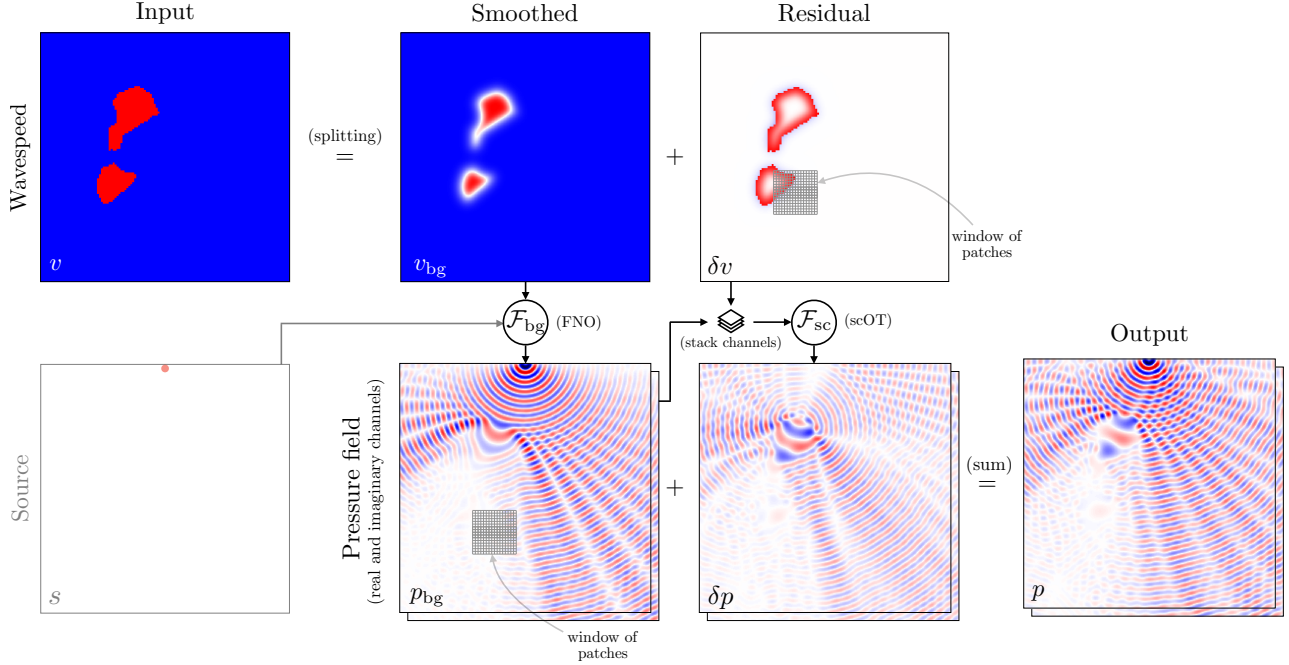 Input
Smoothed
Residual
Wavespeed
(splitting)
=
+
window of
patches
v
v_bg
δv
F_bg
(FNO)
(stack channels)
F_sc
(scOT)
Output
Source
Pressure field
(real and imaginary channels)
+
(sum)
=
s
p_bg
δp
p
window of
patches